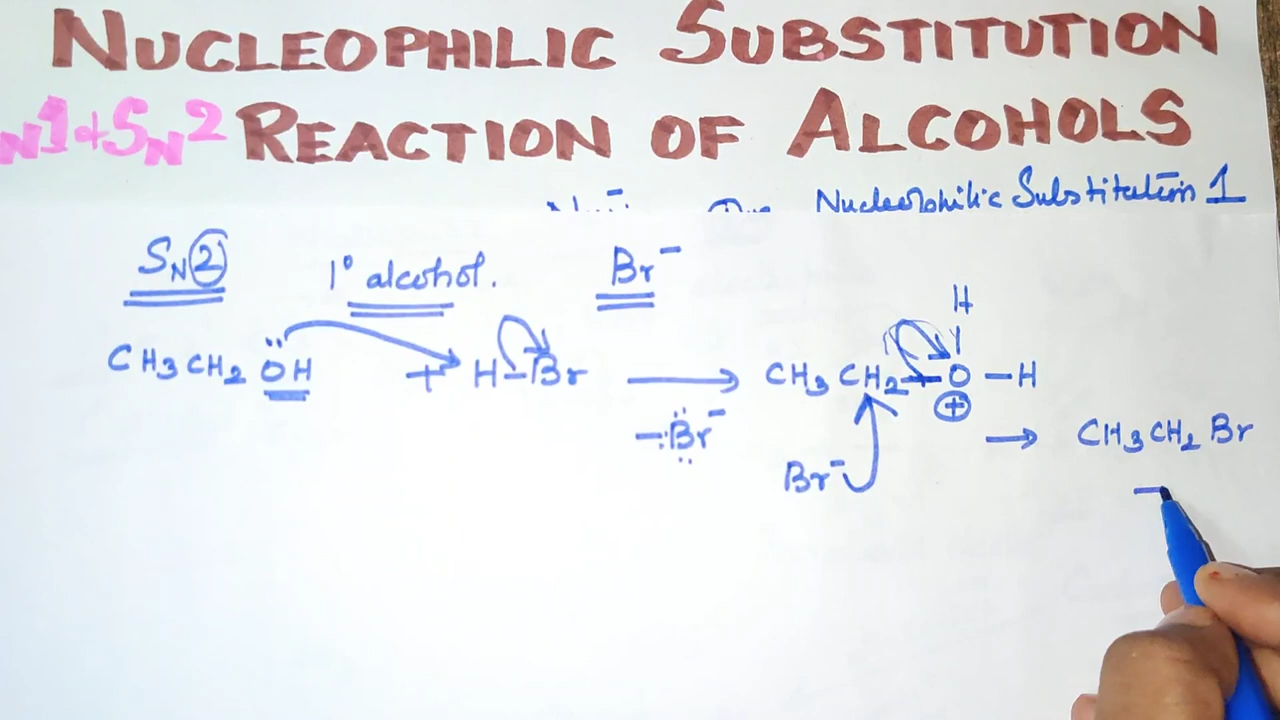 NUCLEOPHILIC SUBSTITUTION
N1+SN2 REACTION OF ALCOHOLS
Nucleophilic Substitution 1
SN2 1° alcohol. Br⁻
H
CH3CH2ÖH + H-Br → CH3CH2-O-H
⊕
-Br⁻ → CH3CH2Br
Br⁻